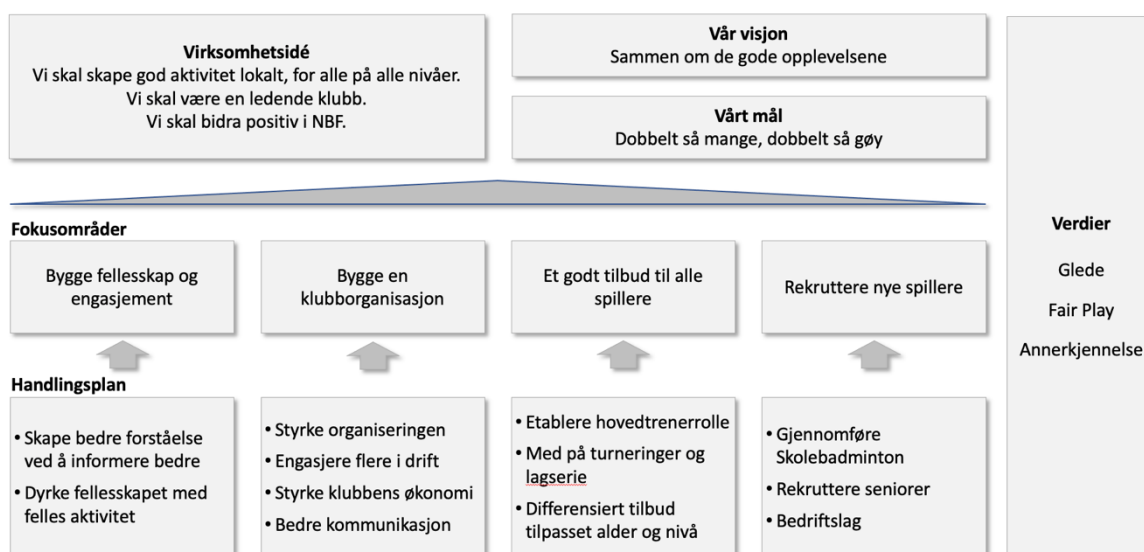 Virksomhetsidé
Vi skal skape god aktivitet lokalt, for alle på alle nivåer.
Vi skal være en ledende klubb.
Vi skal bidra positiv i NBF.
Vår visjon
Sammen om de gode opplevelsene
Vårt mål
Dobbelt så mange, dobbelt så gøy
Fokusområder
Bygge fellesskap og
engasjement
Bygge en
klubborganisasjon
Et godt tilbud til alle
spillere
Rekruttere nye spillere
Handlingsplan
• Skape bedre forståelse
ved å informere bedre
• Dyrke fellesskapet med
felles aktivitet
• Styrke organiseringen
• Engasjere flere i drift
• Styrke klubbens økonomi
• Bedre kommunikasjon
• Etablere hovedtrenerrolle
• Med på turneringer og
lagserie
• Differensiert tilbud
tilpasset alder og nivå
• Gjennomføre
Skolebadminton
• Rekruttere seniorer
• Bedriftslag
Verdier
Glede
Fair Play
Annerkjennelse